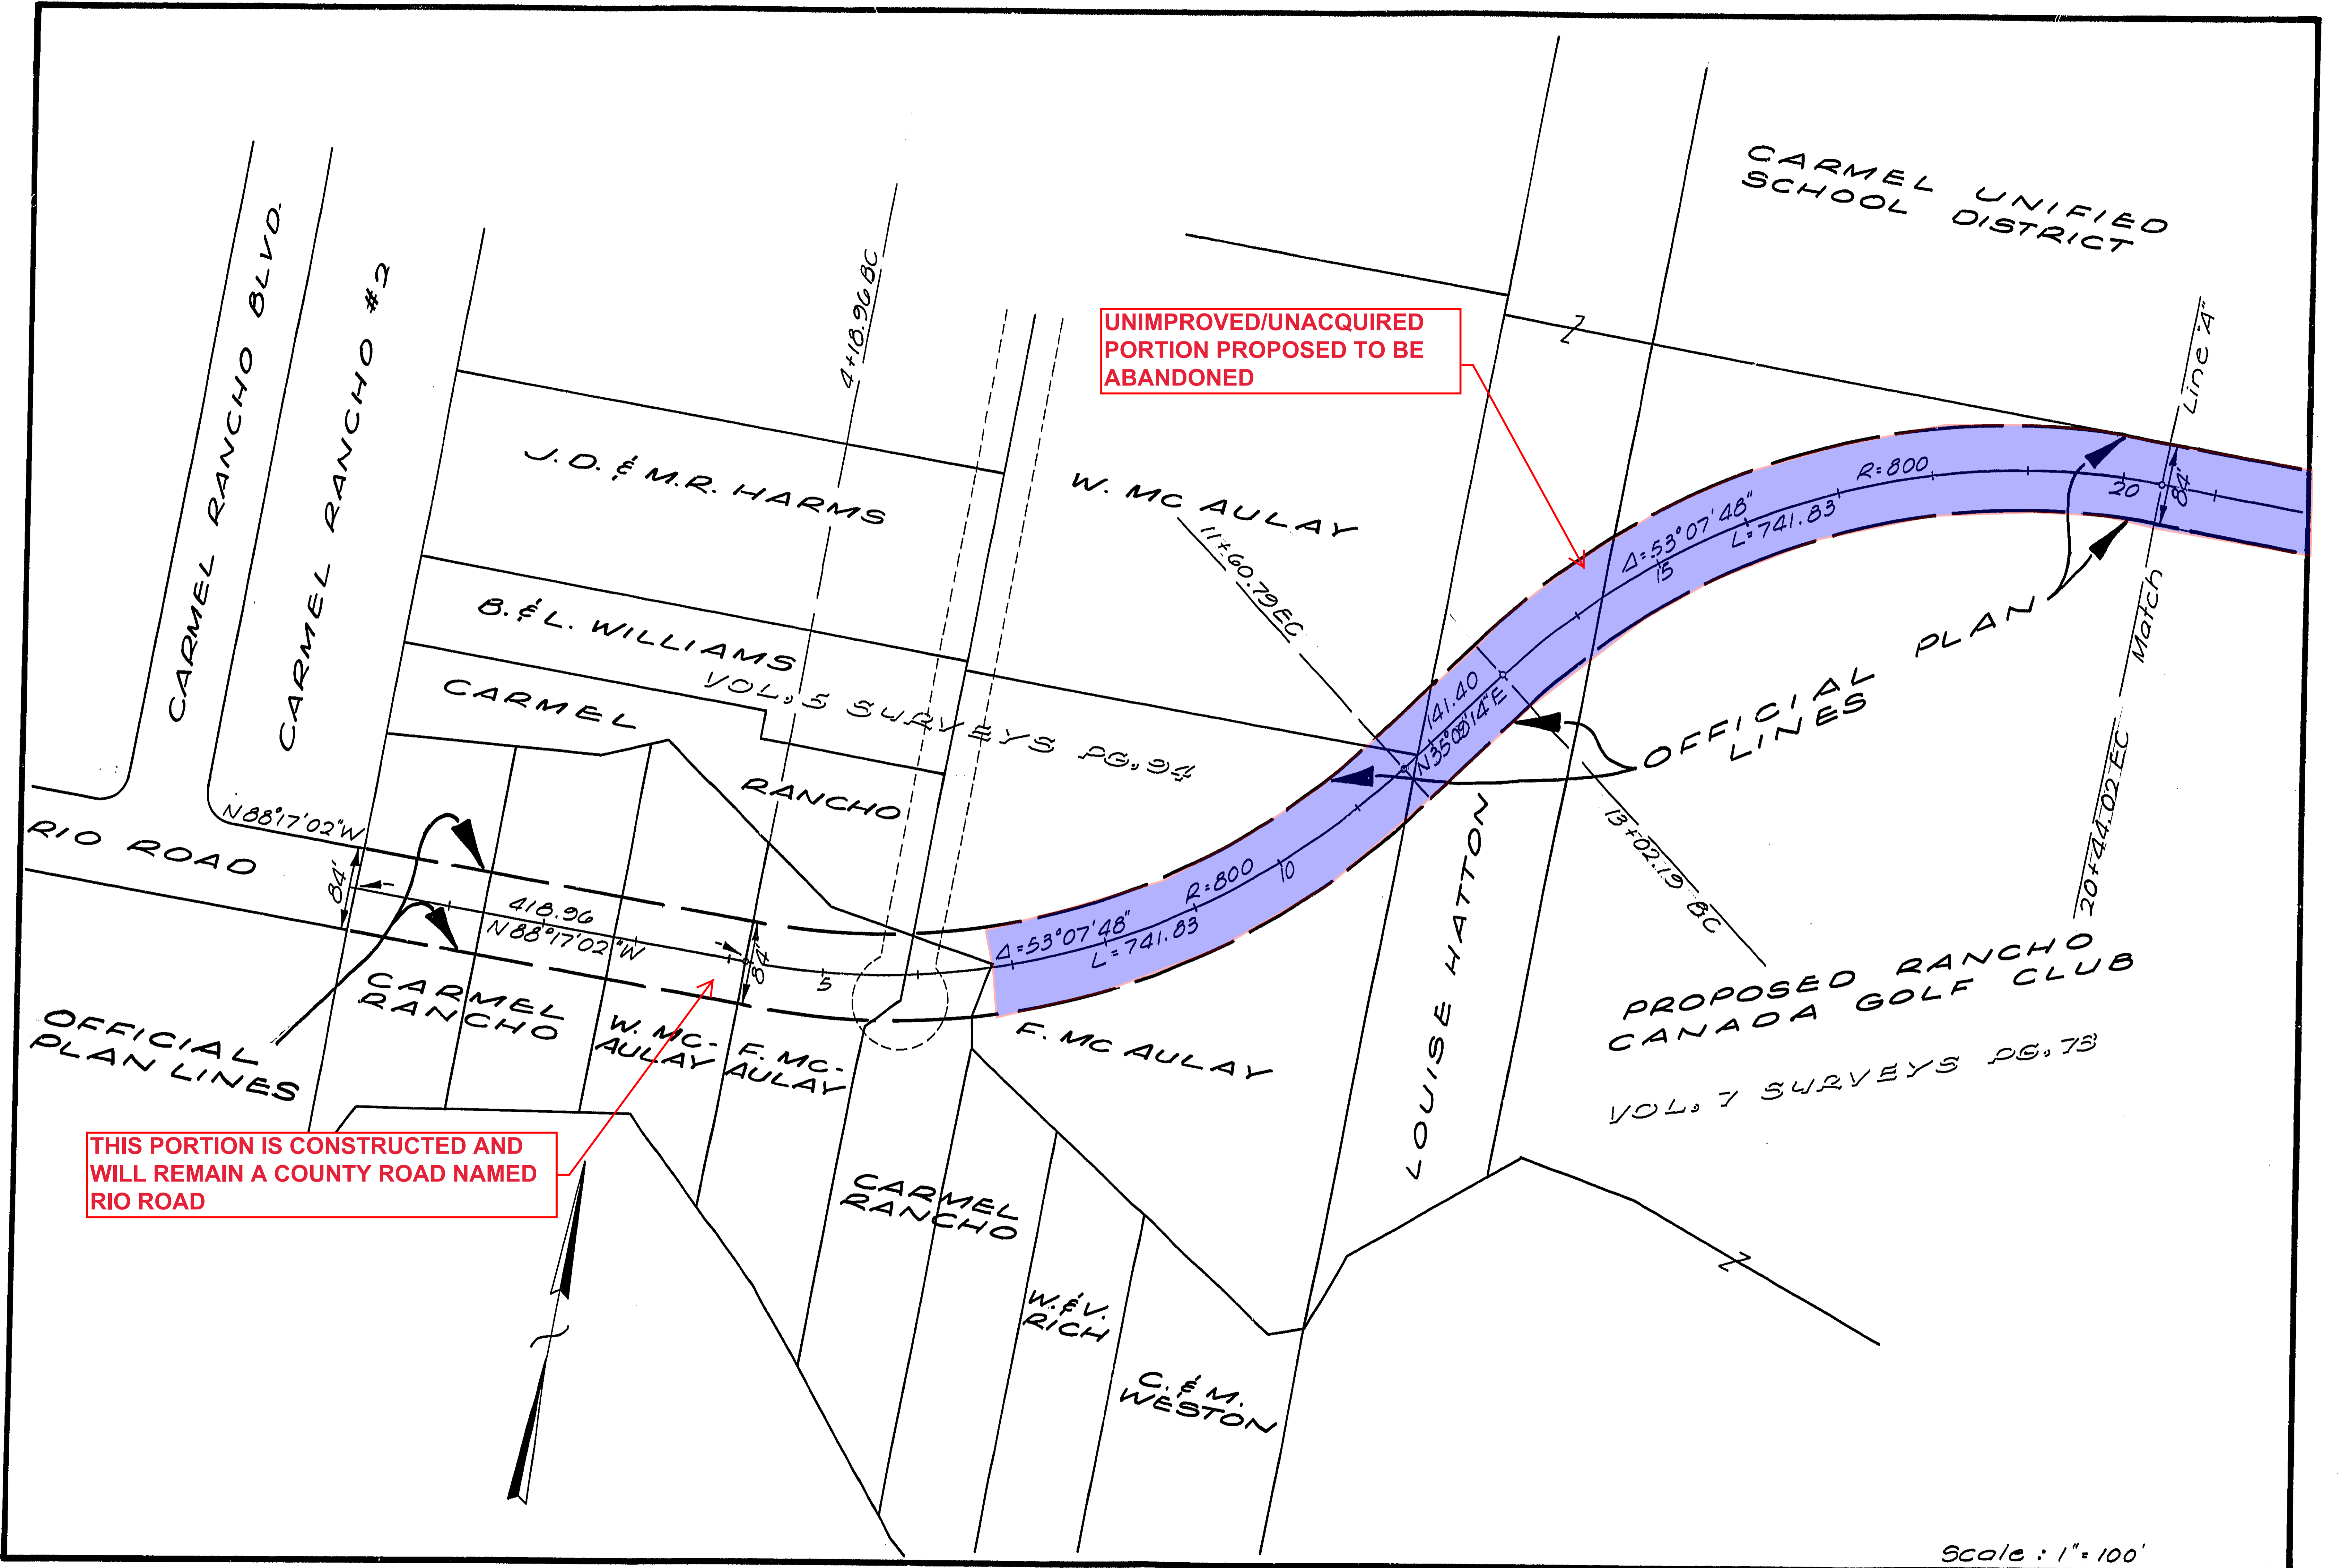 CARMEL UNIFIED
SCHOOL DISTRICT
CARMEL RANCHO BLVD.
CARMEL RANCHO #2
4+18.96 BC
UNIMPROVED/UNACQUIRED
PORTION PROPOSED TO BE
ABANDONED
Line "A"
Match
J.D. & M.R. HARMS
W. MC AULAY
11+60.79 EC
R=800
Δ=53°07'48"
L=741.83
15
20
84'
B. & L. WILLIAMS
VOL. 5 SURVEYS PG. 94
CARMEL
RANCHO
141.40
N35°09'14"E
OFFICIAL PLAN
LINES
13+02.19 BC
20+44.02 EC
N88°17'02"W
RIO ROAD
84'
418.96
N88°17'02"W
84'
5
Δ=53°07'48"
L=741.83
R=800
10
LOUISE HATTON
OFFICIAL
PLAN LINES
CARMEL
RANCHO
W. MC-
AULAY
F. MC-
AULAY
F. MC AULAY
PROPOSED RANCHO
CANADA GOLF CLUB
VOL. 7 SURVEYS PG. 73
THIS PORTION IS CONSTRUCTED AND
WILL REMAIN A COUNTY ROAD NAMED
RIO ROAD
CARMEL
RANCHO
W. & V.
RICH
C. & M.
WESTON
Scale : 1"= 100'